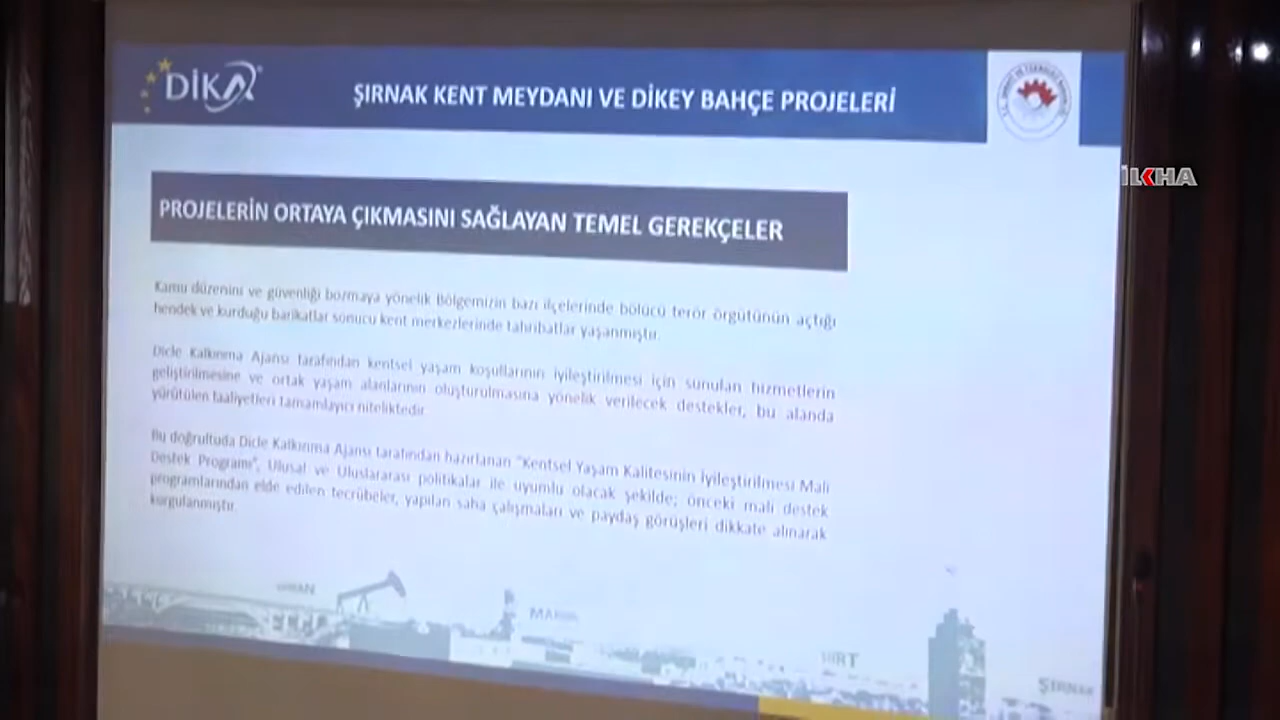 DİKA
ŞIRNAK KENT MEYDANI VE DİKEY BAHÇE PROJELERİ
İLKHA
PROJELERİN ORTAYA ÇIKMASINI SAĞLAYAN TEMEL GEREKÇELER
Kamu düzenini ve güvenliği bozmaya yönelik Bölgemizin bazı ilçelerinde bölücü terör örgütünün açtığı
hendek ve kurduğu barikatlar sonucu kent merkezlerinde tahribatlar yaşanmıştır.
Dicle Kalkınma Ajansı tarafından kentsel yaşam koşullarının iyileştirilmesi için sunulan hizmetlerin
geliştirilmesine ve ortak yaşam alanlarının oluşturulmasına yönelik verilecek destekler, bu alanda
yürütülen faaliyetleri tamamlayıcı niteliktedir.
Bu doğrultuda Dicle Kalkınma Ajansı tarafından hazırlanan "Kentsel Yaşam Kalitesinin İyileştirilmesi Mali
Destek Programı", Ulusal ve Uluslararası politikalar ile uyumlu olacak şekilde; önceki mali destek
programlarından elde edilen tecrübeler, yapılan saha çalışmaları ve paydaş görüşleri dikkate alınarak
kurgulanmıştır.
ŞIRNAK